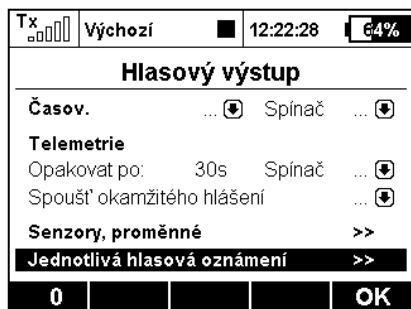 Tx Výchozí 12:22:28 64%
Hlasový výstup
Časov. ... Spínač ...
Telemetrie
Opakovat po: 30s Spínač ...
Spoušť okamžitého hlášení ...
Senzory, proměnné >>
Jednotlivá hlasová oznámení >>
0 OK